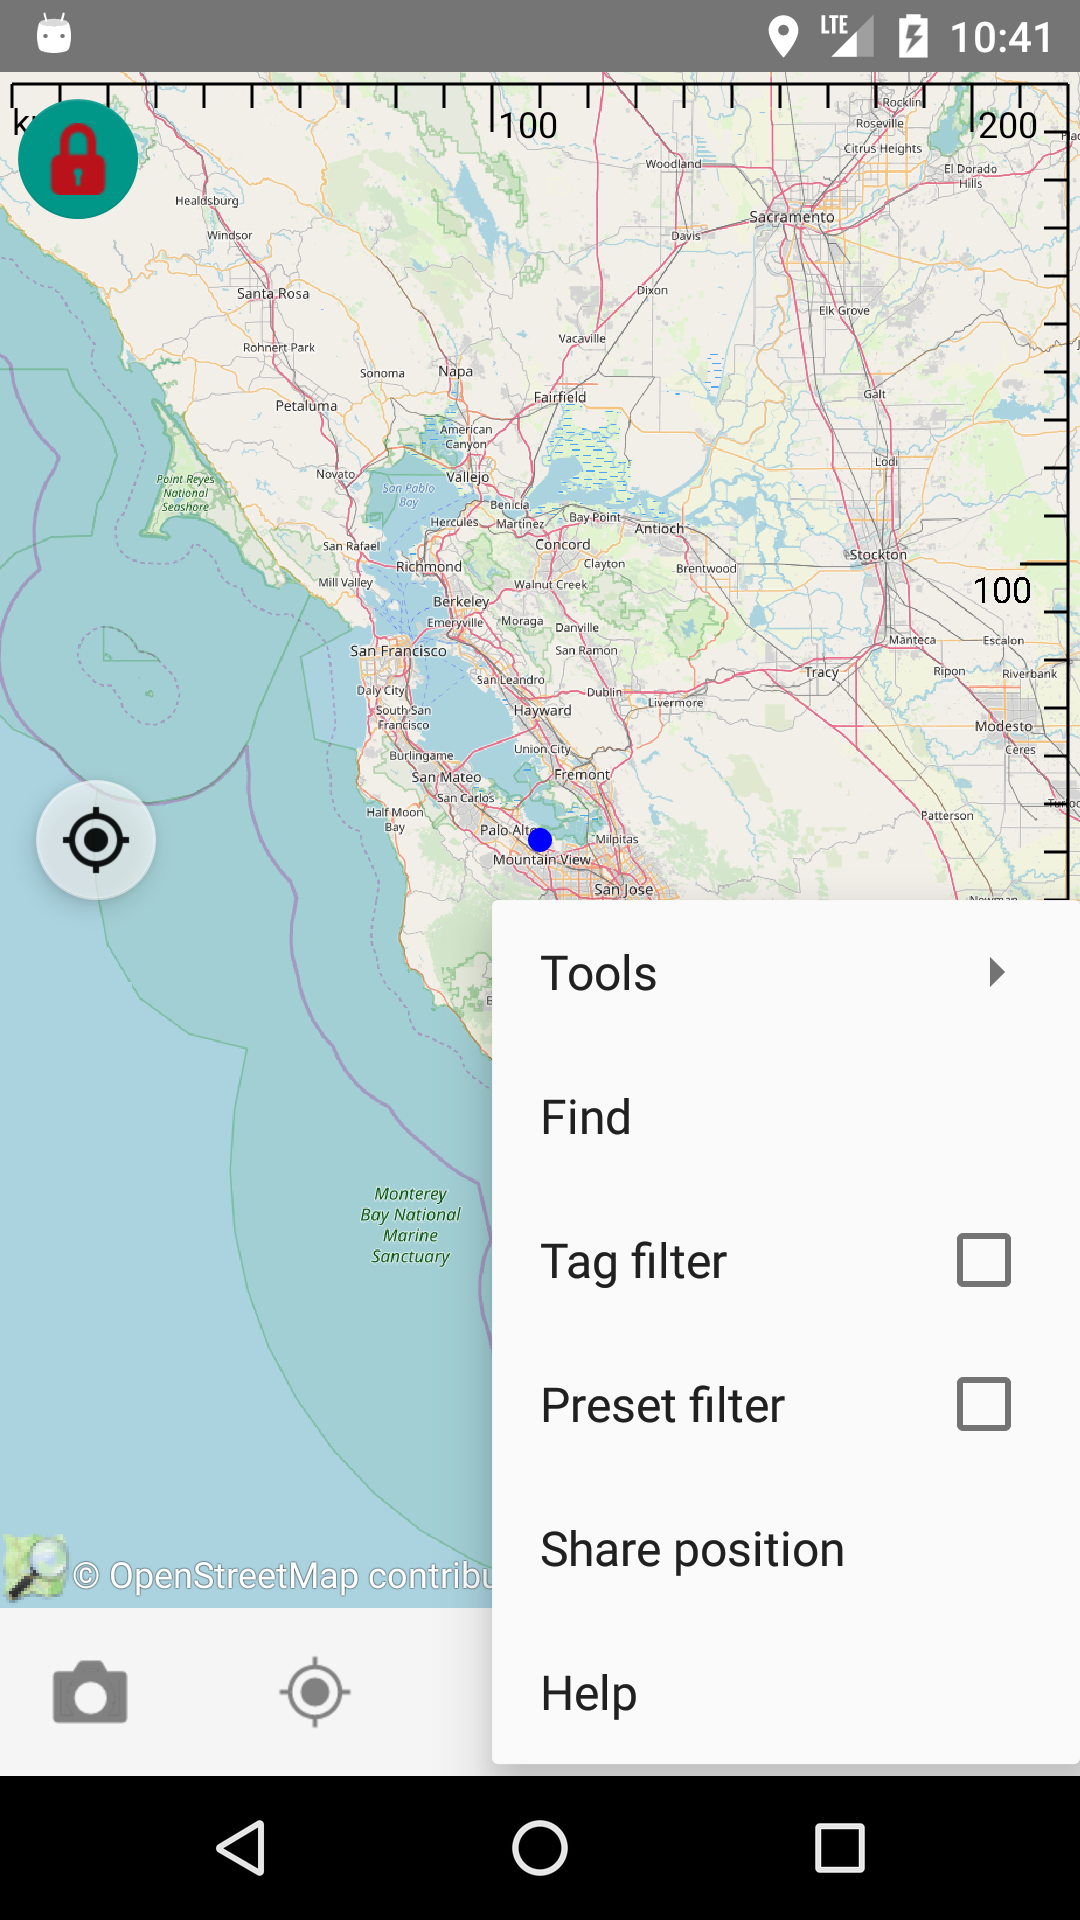 LTE 10:41
100
200
Rocklin
Roseville
Citrus Heights
Woodland
El Dorado
Hills
Healdsburg
Sacramento
Windsor
Davis
Santa Rosa
Dixon
Elk Grove
Rohnert Park
Vacaville
Sonoma
Napa
Fairfield
Galt
Petaluma
American
Canyon
Lodi
Novato
Vallejo
Point Reyes
National
Seashore
San Pablo
Bay
Benicia
Hercules
Martinez
Bay Point
Antioch
San Rafael
Concord
Stockton
Richmond
Clayton
Brentwood
Mill Valley
Walnut Creek
100
Berkeley
Emeryville
Moraga
Danville
Manteca
Escalon
San Francisco
San Ramon
Tracy
Ripon
Riverbank
San Leandro
Daly City
Dublin
Livermore
South San
Francisco
Hayward
Modesto
Union City
Ceres
Burlingame
San Mateo
Fremont
San Carlos
Half Moon
Bay
Patterson
Palo Alto
Milpitas
Mountain View
San Jose
Newman
Tools
Find
Monterey
Bay National
Marine
Sanctuary
Tag filter
Preset filter
Share position
© OpenStreetMap contribu
Help